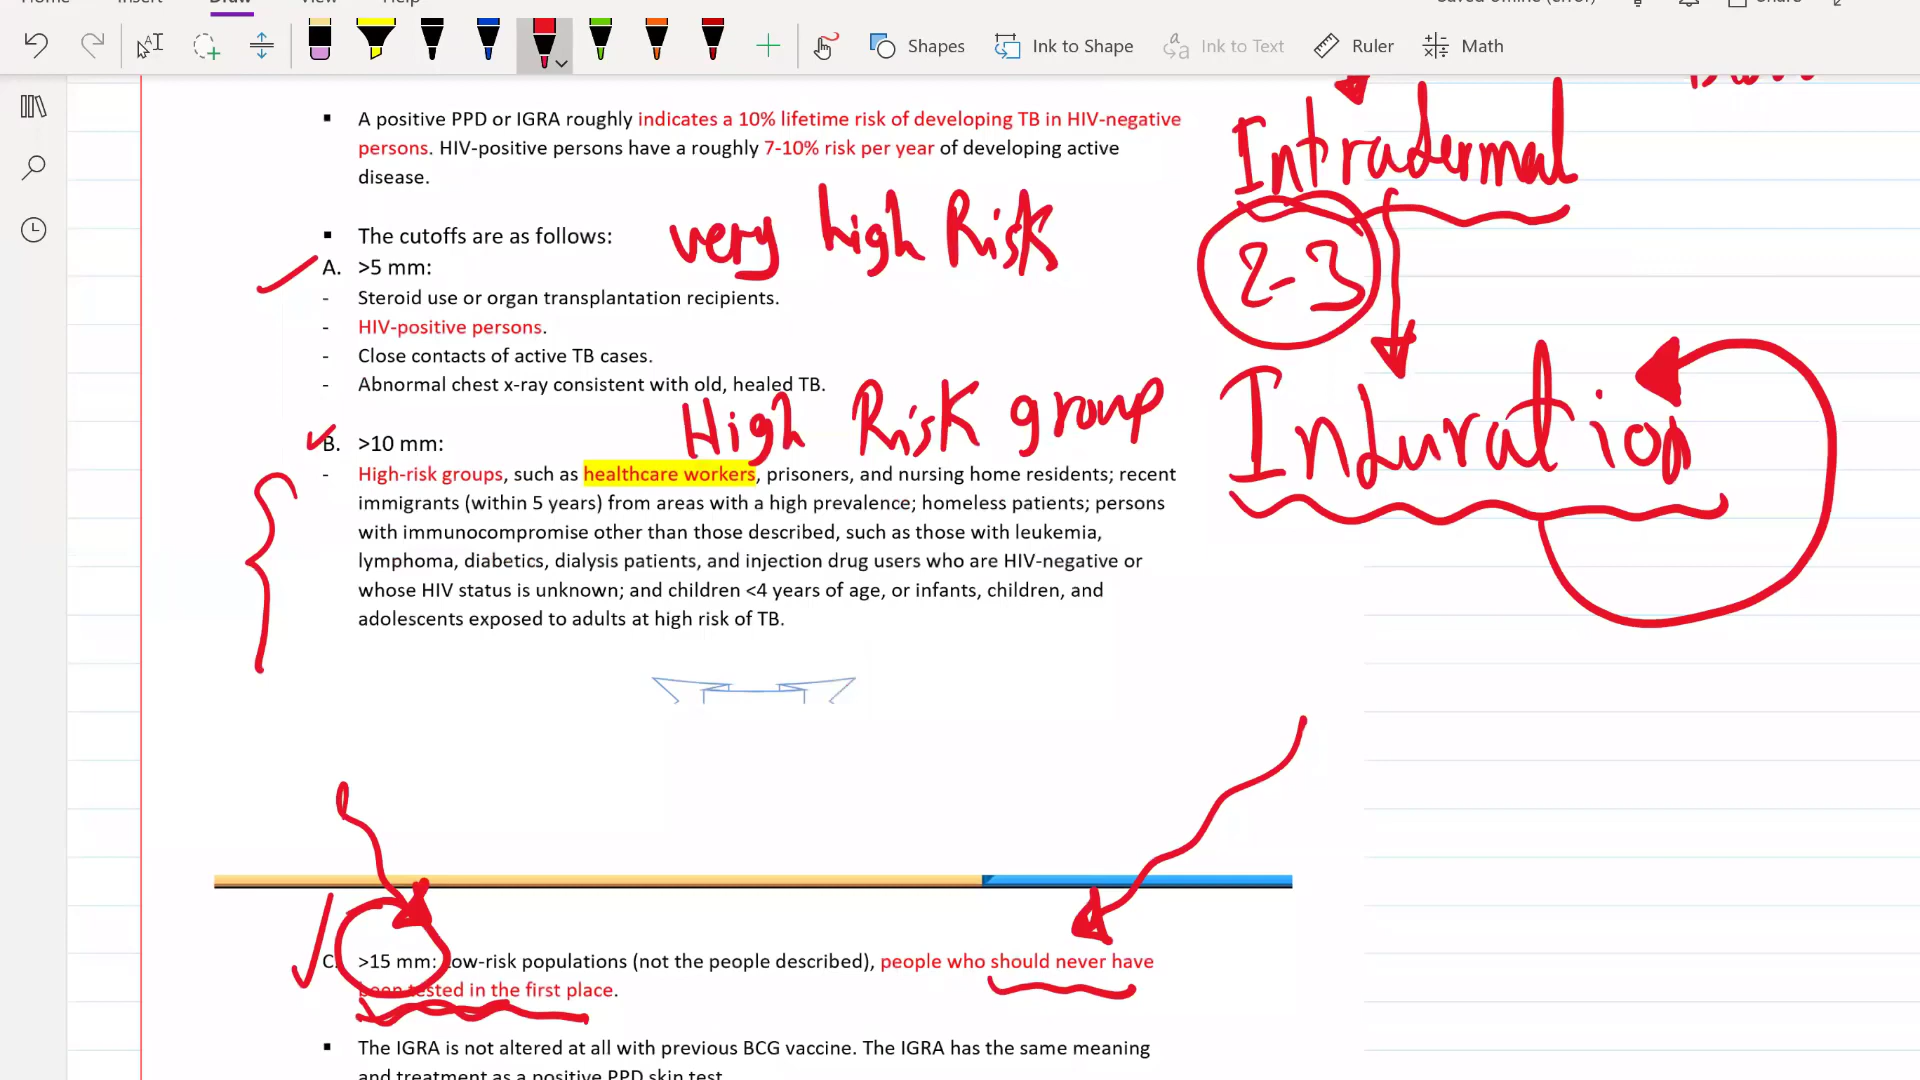 Draw
Ink to Shape
Ink to Text
Shapes
Ruler
Math
A positive PPD or IGRA roughly indicates a 10% lifetime risk of developing TB in HIV-negative
persons. HIV-positive persons have a roughly 7-10% risk per year of developing active
disease.
The cutoffs are as follows:
very high Risk
A. >5 mm:
- Steroid use or organ transplantation recipients.
- HIV-positive persons.
- Close contacts of active TB cases.
- Abnormal chest x-ray consistent with old, healed TB.
High Risk group
B. >10 mm:
- High-risk groups, such as healthcare workers, prisoners, and nursing home residents; recent
immigrants (within 5 years) from areas with a high prevalence; homeless patients; persons
with immunocompromise other than those described, such as those with leukemia,
lymphoma, diabetics, dialysis patients, and injection drug users who are HIV-negative or
whose HIV status is unknown; and children <4 years of age, or infants, children, and
adolescents exposed to adults at high risk of TB.
C. >15 mm: Low-risk populations (not the people described), people who should never have
been tested in the first place.
The IGRA is not altered at all with previous BCG vaccine. The IGRA has the same meaning
and treatment as a positive PPD skin test
Intradermal
2-3
Induration